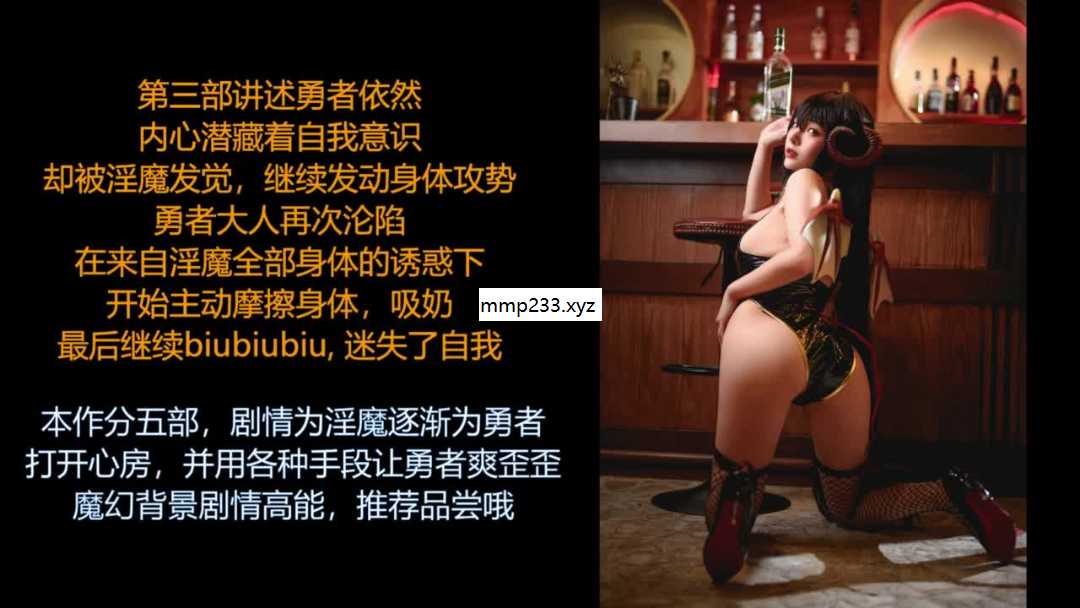 第三部讲述勇者依然
内心潜藏着自我意识
却被淫魔发觉，继续发动身体攻势
勇者大人再次沦陷
在来自淫魔全部身体的诱惑下
开始主动摩擦身体，吸奶
mmp233.xyz
最后继续biubiubiu, 迷失了自我
本作分五部，剧情为淫魔逐渐为勇者
打开心房，并用各种手段让勇者爽歪歪
魔幻背景剧情高能，推荐品尝哦